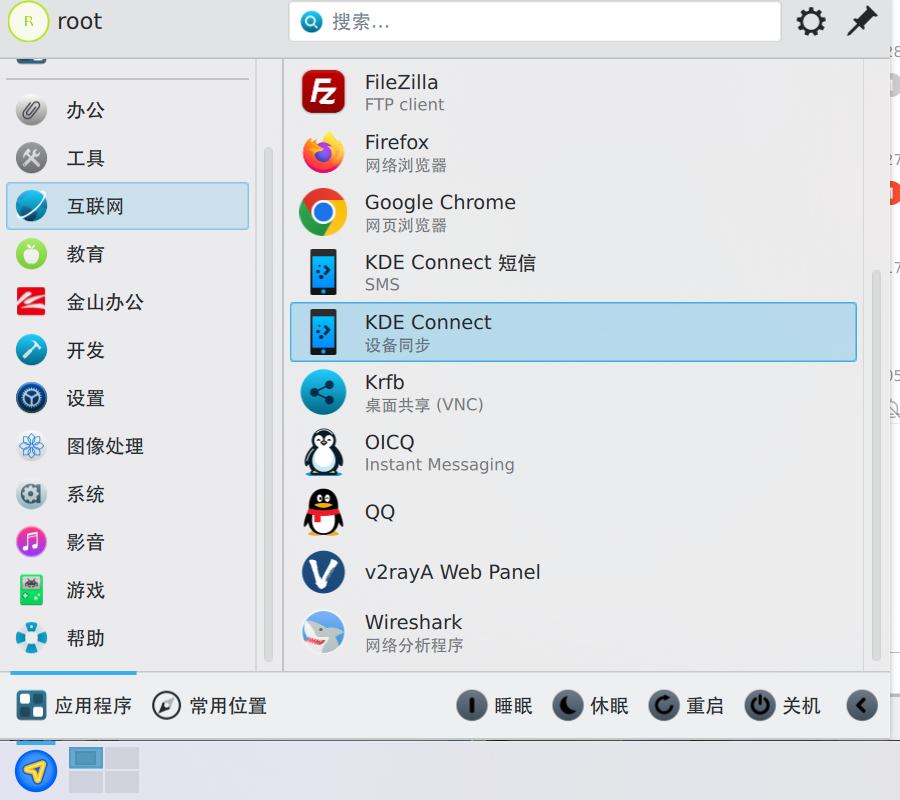 R
root
搜索...
办公
工具
互联网
教育
金山办公
开发
设置
图像处理
系统
影音
游戏
帮助
FileZilla
FTP client
Firefox
网络浏览器
Google Chrome
网页浏览器
KDE Connect 短信
SMS
KDE Connect
设备同步
Krfb
桌面共享 (VNC)
OICQ
Instant Messaging
QQ
v2rayA Web Panel
Wireshark
网络分析程序
应用程序
常用位置
睡眠
休眠
重启
关机